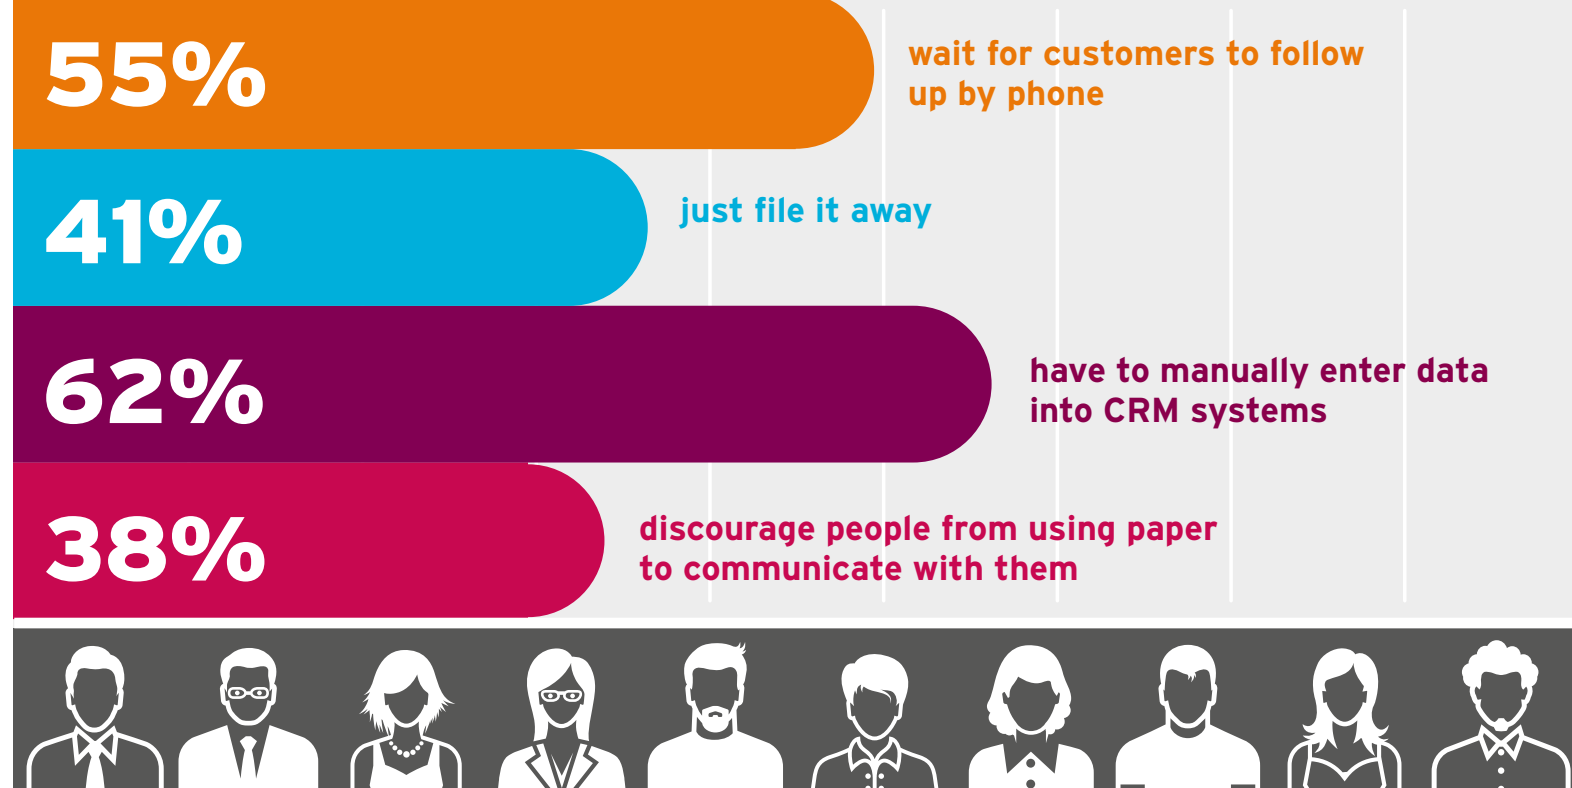 55%
wait for customers to follow
up by phone
41%
just file it away
62%
have to manually enter data
into CRM systems
38%
discourage people from using paper
to communicate with them